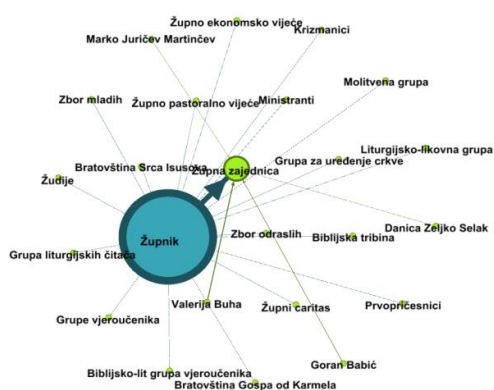 Župno ekonomsko vijeće
Krizmanici
Marko Juričev Martinčev
Molitvena grupa
Zbor mladih
Župno pastoralno vijeće
Ministranti
Liturgijsko-likovna grupa
Grupa za uređenje crkve
Bratovština Srca Isusova
Župna zajednica
Žudije
Danica Zeljko Selak
Zbor odraslih
Biblijska tribina
Župnik
Grupa liturgijskih čitača
Valerija Buha
Župni caritas
Prvopričesnici
Grupe vjeroučenika
Goran Babić
Biblijsko-lit grupa vjeroučenika
Bratovština Gospa od Karmela